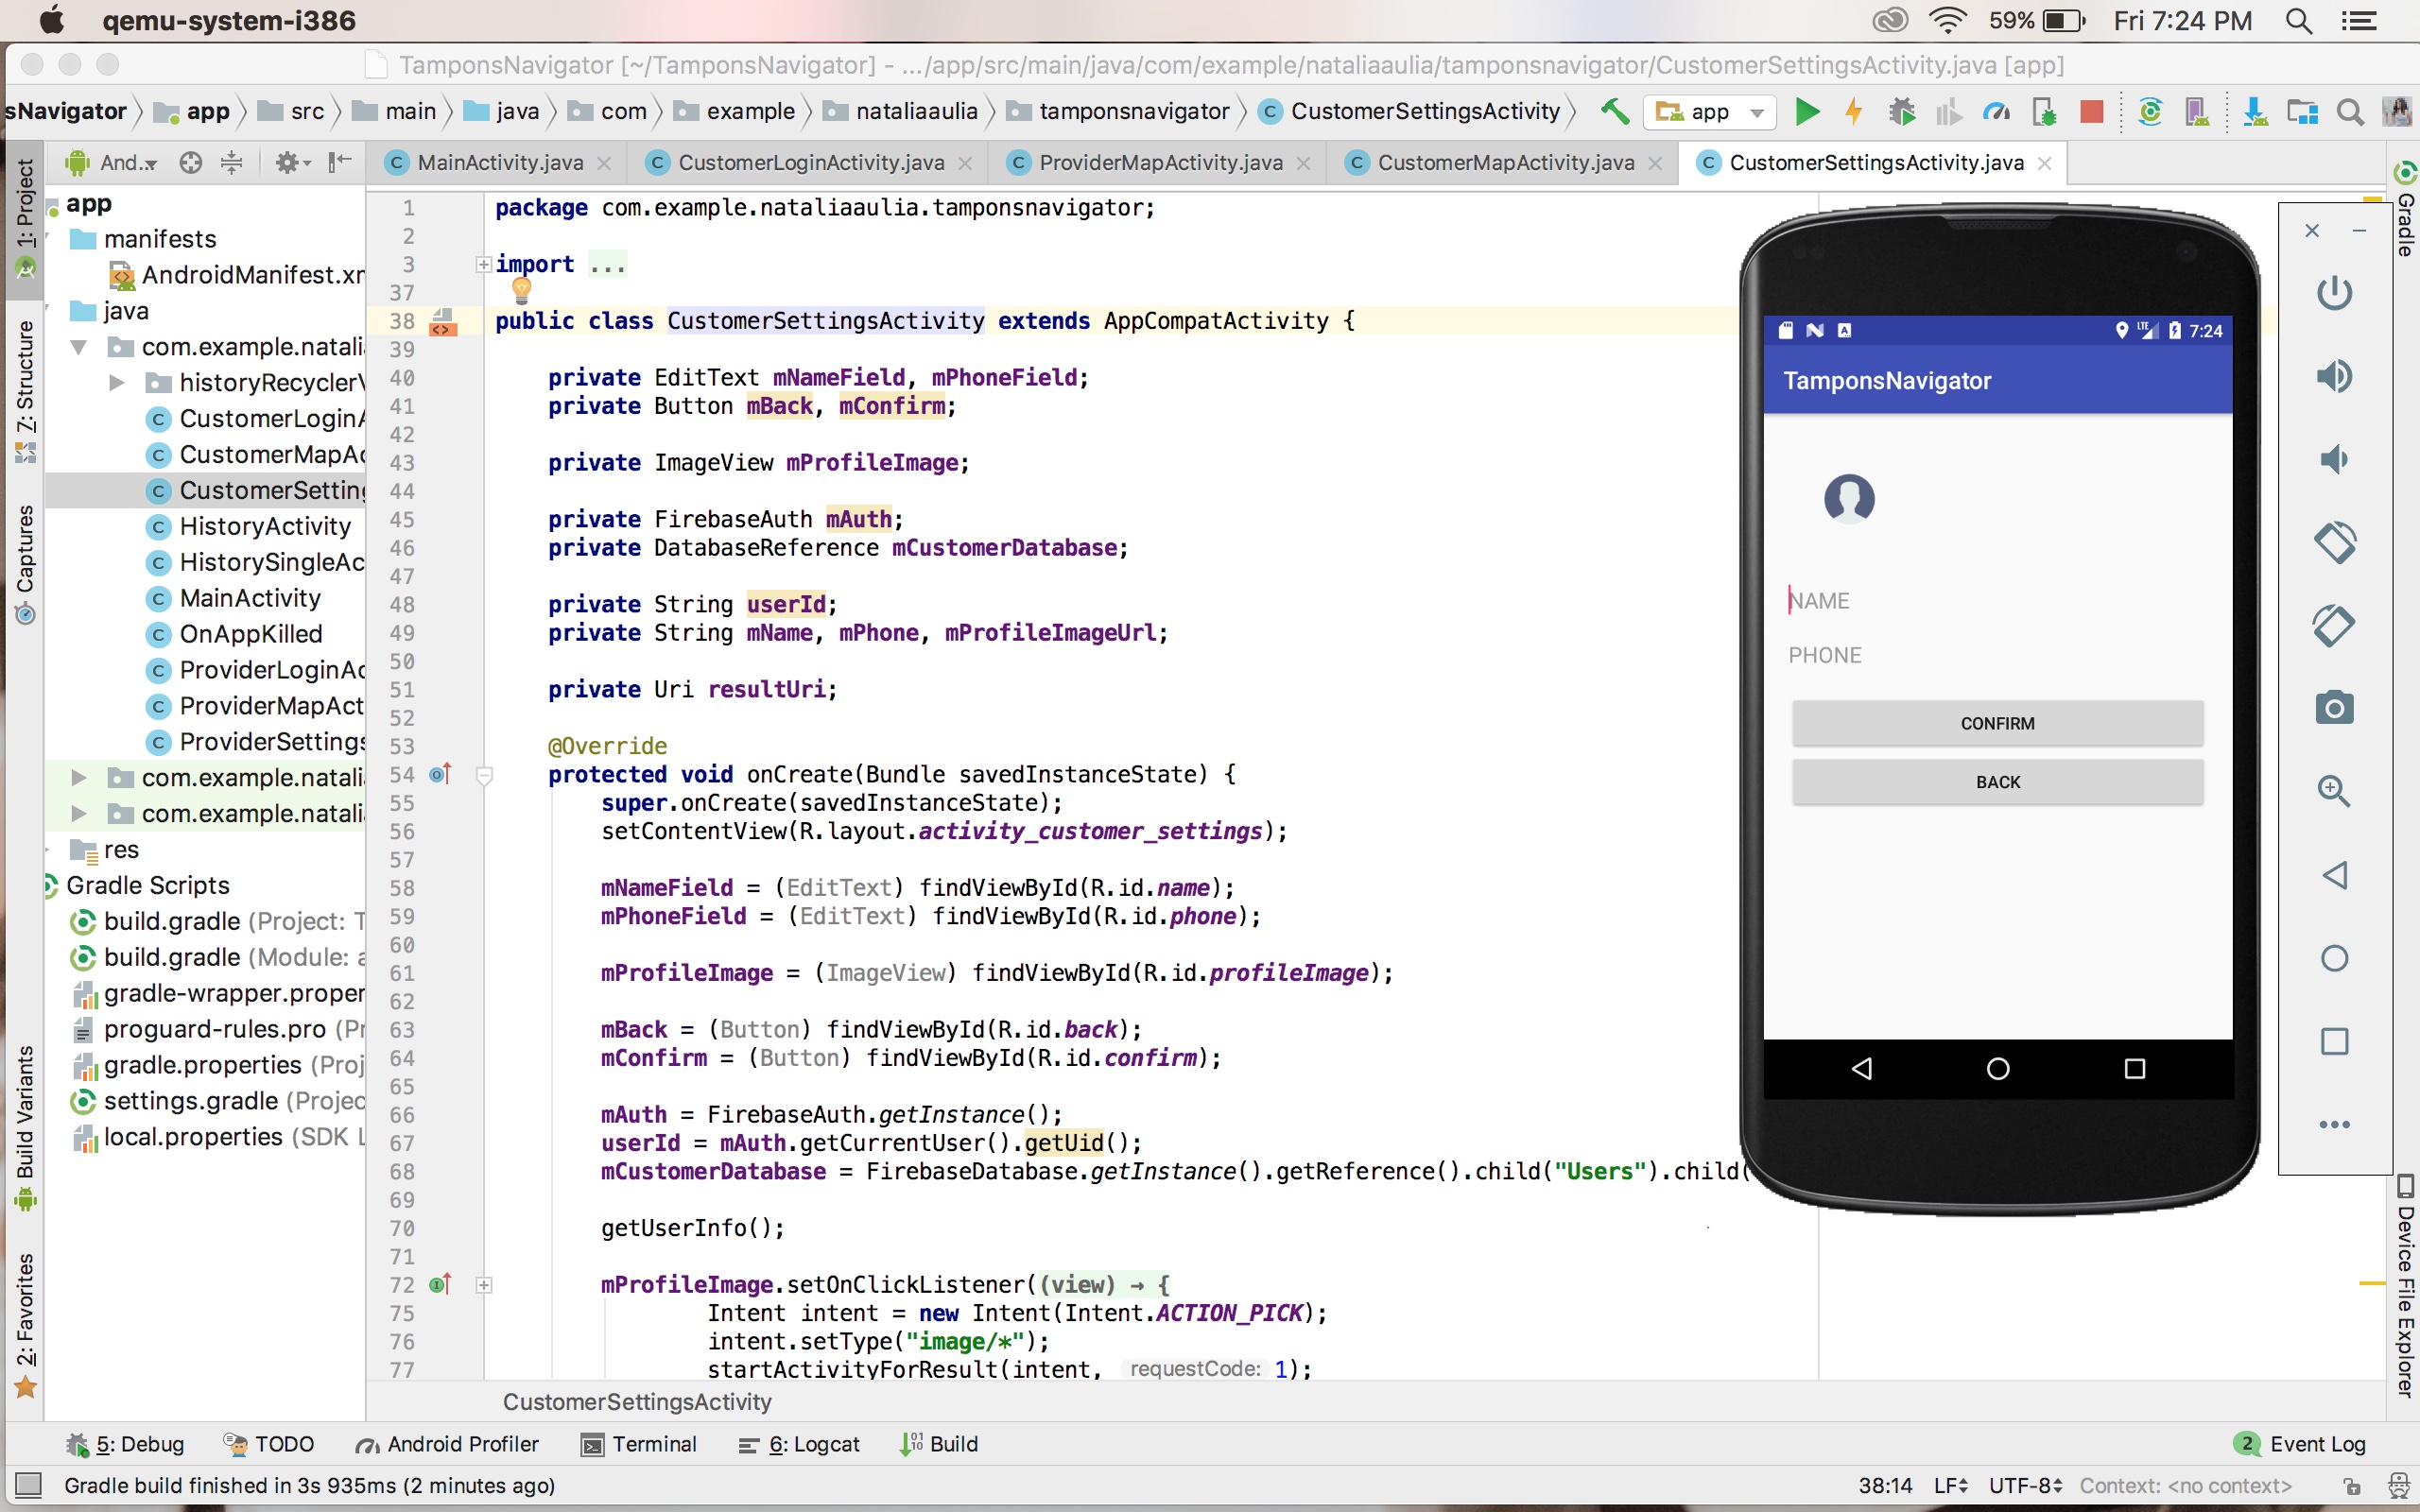 qemu-system-i386
59%
Fri 7:24 PM
TamponsNavigator [~/TamponsNavigator] - .../app/src/main/java/com/example/nataliaaulia/tamponsnavigator/CustomerSettingsActivity.java [app]
sNavigator app src main java com example nataliaaulia tamponsnavigator CustomerSettingsActivity app
And..
MainActivity.java CustomerLoginActivity.java ProviderMapActivity.java CustomerMapActivity.java CustomerSettingsActivity.java
1: Project
7: Structure
Captures
Build Variants
2: Favorites
app
manifests
AndroidManifest.xm
java
com.example.natali
historyRecyclerV
CustomerLoginA
CustomerMapAc
CustomerSetting
HistoryActivity
HistorySingleAc
MainActivity
OnAppKilled
ProviderLoginAc
ProviderMapAct
ProviderSettings
com.example.natali
com.example.natali
res
Gradle Scripts
build.gradle (Project: T
build.gradle (Module: a
gradle-wrapper.proper
proguard-rules.pro (Pr
gradle.properties (Proj
settings.gradle (Projec
local.properties (SDK L
1 package com.example.nataliaaulia.tamponsnavigator;
2
3 import ...
37
38 public class CustomerSettingsActivity extends AppCompatActivity {
39
40 private EditText mNameField, mPhoneField;
41 private Button mBack, mConfirm;
42
43 private ImageView mProfileImage;
44
45 private FirebaseAuth mAuth;
46 private DatabaseReference mCustomerDatabase;
47
48 private String userId;
49 private String mName, mPhone, mProfileImageUrl;
50
51 private Uri resultUri;
52
53 @Override
54 protected void onCreate(Bundle savedInstanceState) {
55 super.onCreate(savedInstanceState);
56 setContentView(R.layout.activity_customer_settings);
57
58 mNameField = (EditText) findViewById(R.id.name);
59 mPhoneField = (EditText) findViewById(R.id.phone);
60
61 mProfileImage = (ImageView) findViewById(R.id.profileImage);
62
63 mBack = (Button) findViewById(R.id.back);
64 mConfirm = (Button) findViewById(R.id.confirm);
65
66 mAuth = FirebaseAuth.getInstance();
67 userId = mAuth.getCurrentUser().getUid();
68 mCustomerDatabase = FirebaseDatabase.getInstance().getReference().child("Users").child(
69
70 getUserInfo();
71
72 mProfileImage.setOnClickListener((view) → {
75 Intent intent = new Intent(Intent.ACTION_PICK);
76 intent.setType("image/*");
77 startActivityForResult(intent, requestCode: 1);
CustomerSettingsActivity
LTE 7:24
TamponsNavigator
NAME
PHONE
CONFIRM
BACK
Gradle
Device File Explorer
5: Debug TODO Android Profiler Terminal 6: Logcat Build
2 Event Log
Gradle build finished in 3s 935ms (2 minutes ago)
38:14 LF UTF-8 Context: <no context>